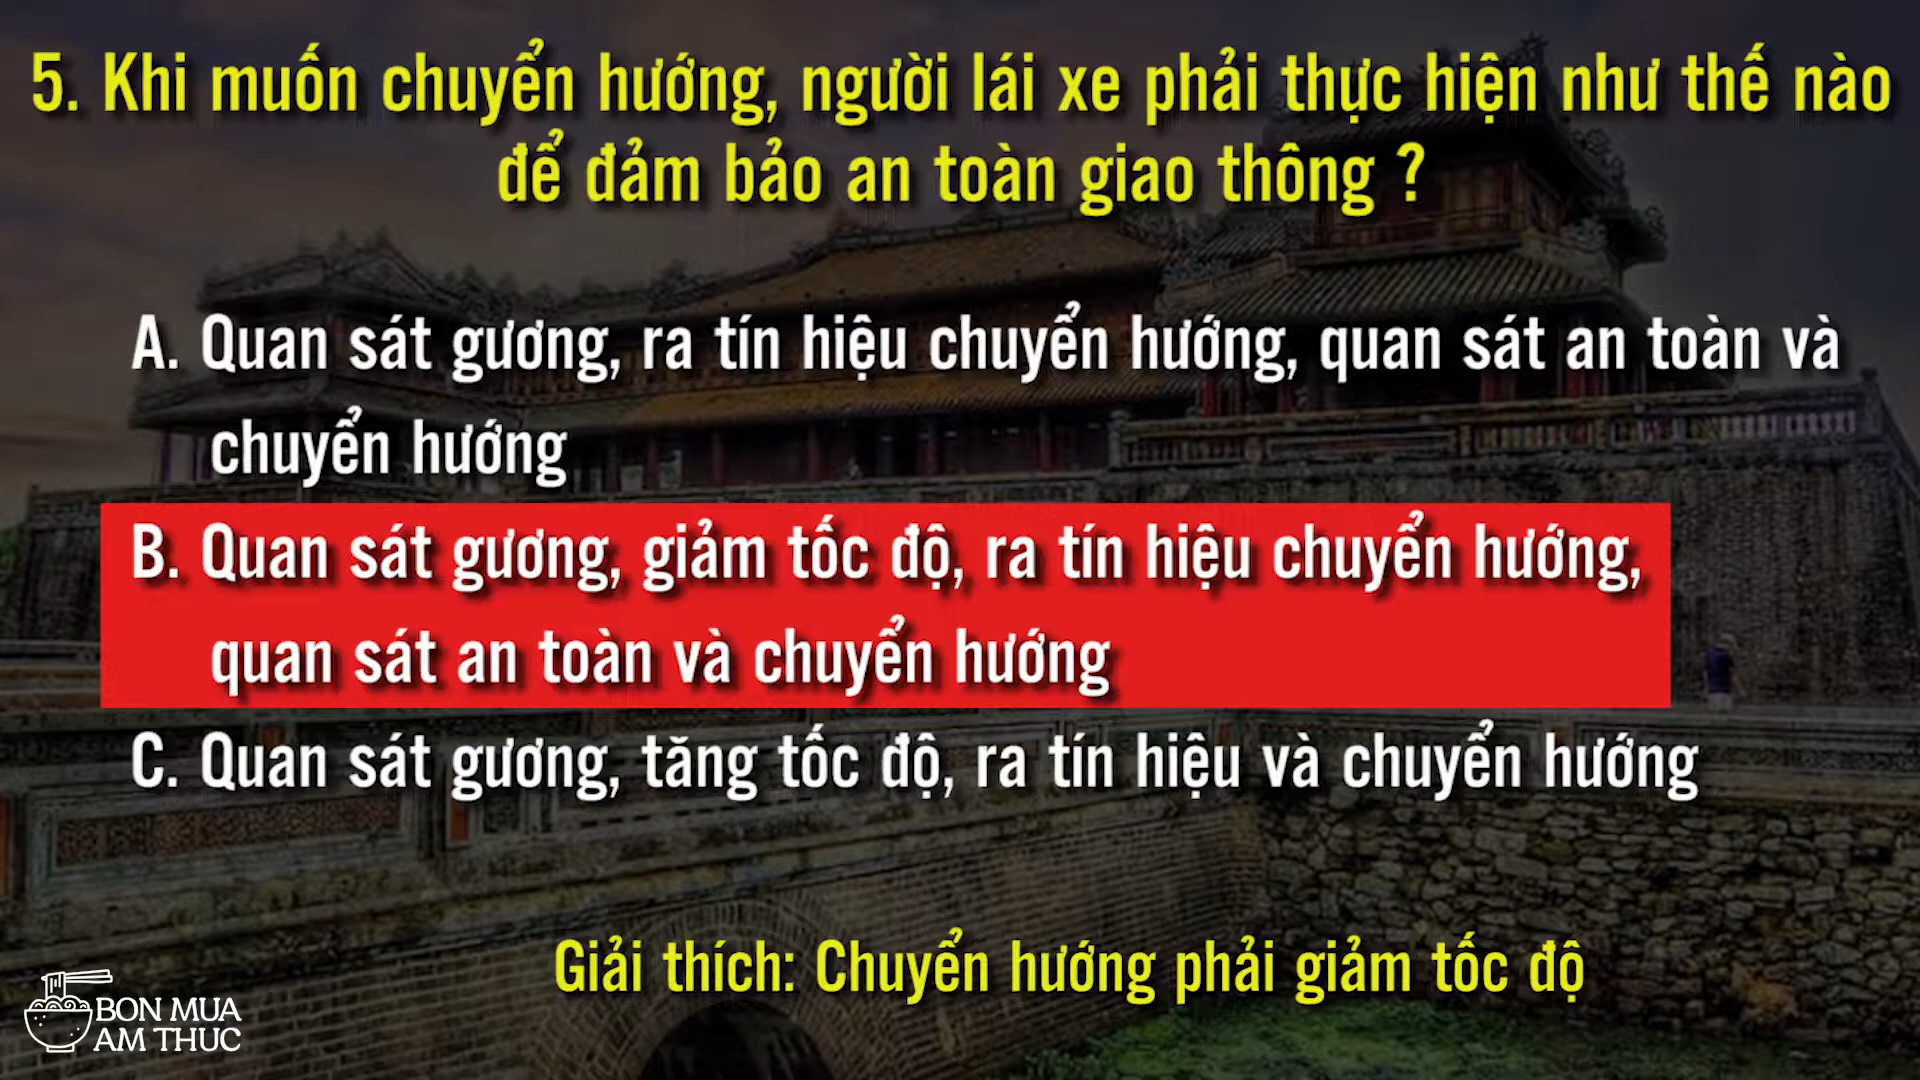 5. Khi muốn chuyển hướng, người lái xe phải thực hiện như thế nào
để đảm bảo an toàn giao thông ?
A. Quan sát gương, ra tín hiệu chuyển hướng, quan sát an toàn và
chuyển hướng
B. Quan sát gương, giảm tốc độ, ra tín hiệu chuyển hướng,
quan sát an toàn và chuyển hướng
C. Quan sát gương, tăng tốc độ, ra tín hiệu và chuyển hướng
Giải thích: Chuyển hướng phải giảm tốc độ
BON MUA
AM THUC